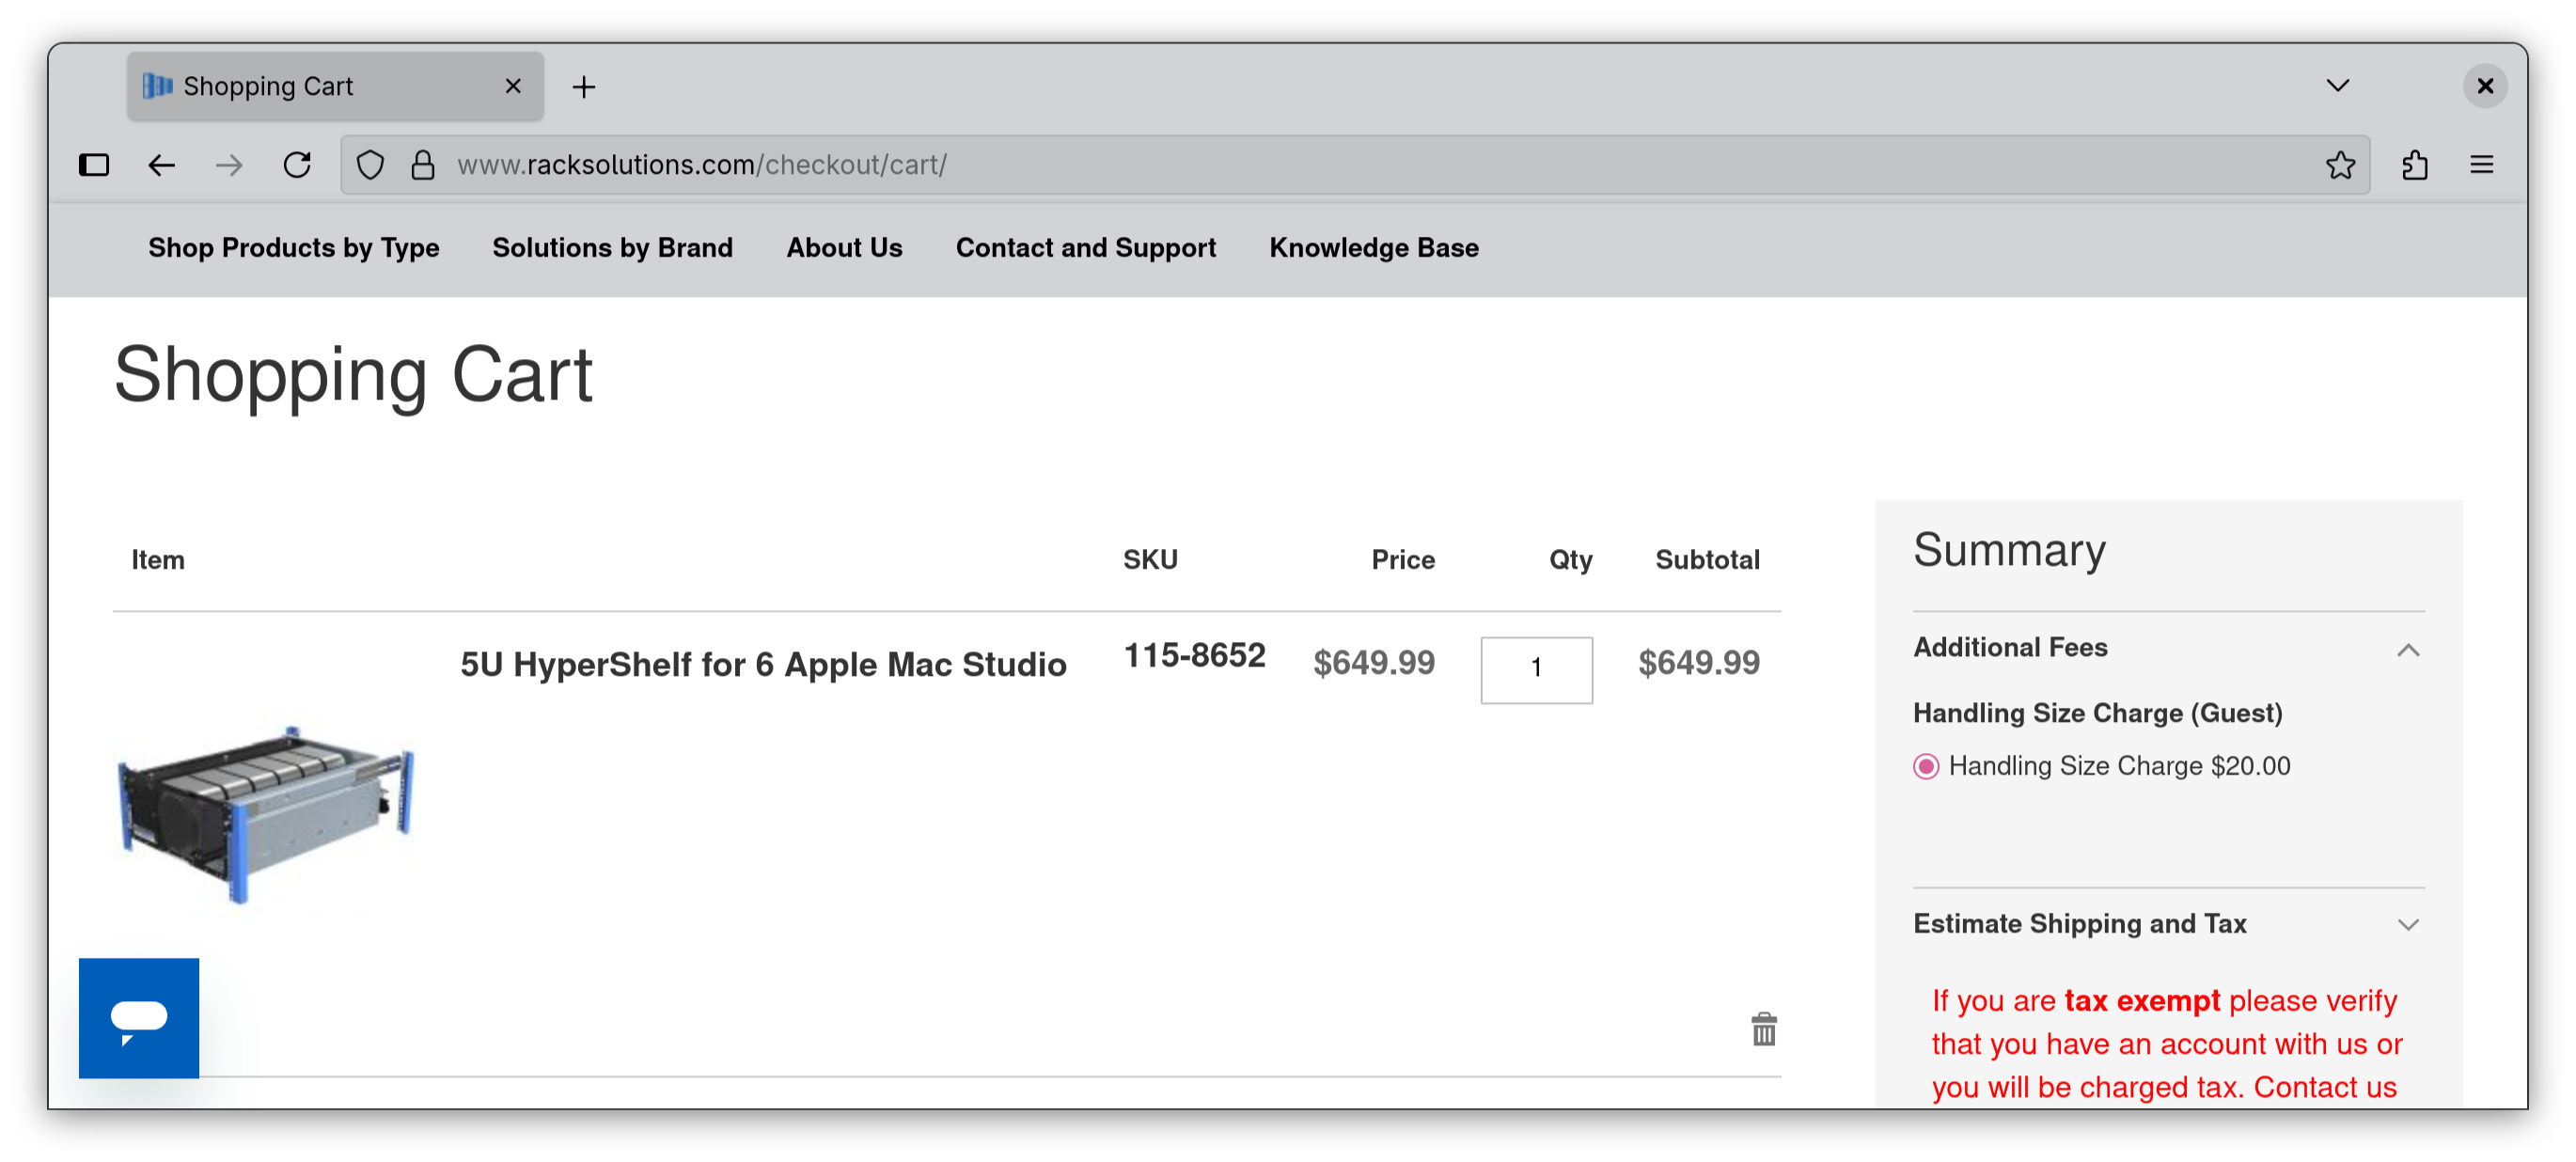 Shopping Cart
www.racksolutions.com/checkout/cart/
Shop Products by Type Solutions by Brand About Us Contact and Support Knowledge Base
Shopping Cart
Item SKU Price Qty Subtotal
5U HyperShelf for 6 Apple Mac Studio 115-8652 $649.99 1 $649.99
Summary
Additional Fees
Handling Size Charge (Guest)
Handling Size Charge $20.00
Estimate Shipping and Tax
If you are tax exempt please verify
that you have an account with us or
you will be charged tax. Contact us